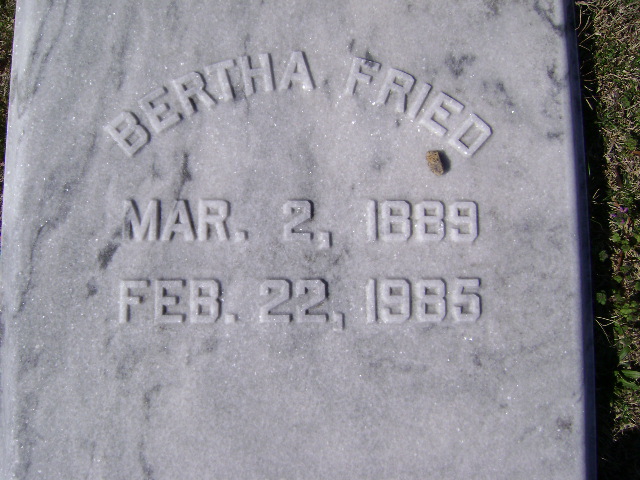 BERTHA FRIED
MAR. 2, 1889
FEB. 22, 1985